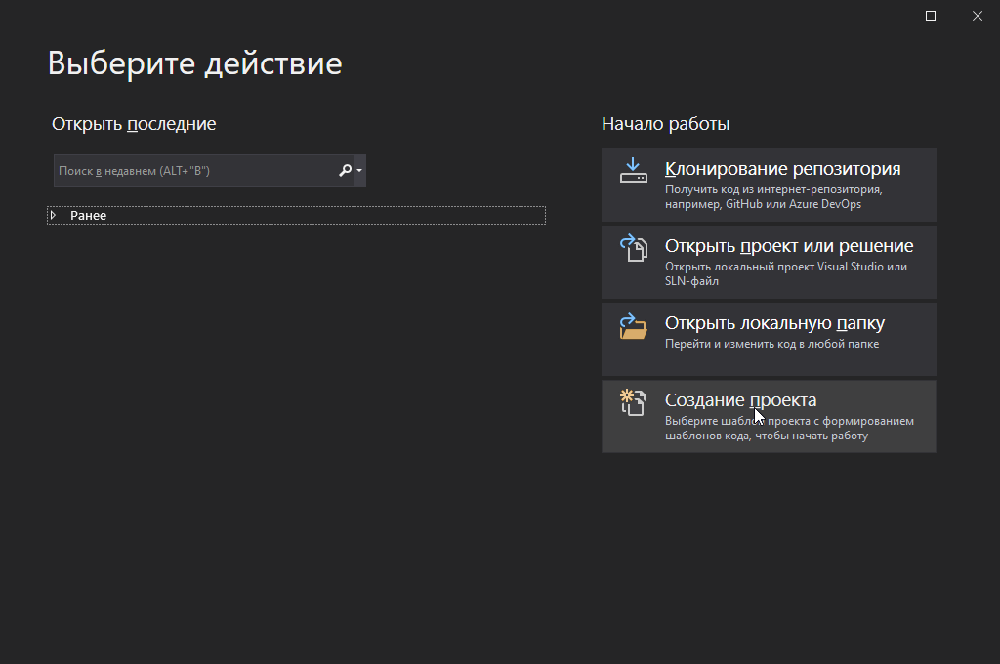 Выберите действие
Открыть последние
Поиск в недавнем (ALT+"В")
Ранее
Начало работы
Клонирование репозитория
Получить код из интернет-репозитория,
например, GitHub или Azure DevOps
Открыть проект или решение
Открыть локальный проект Visual Studio или
SLN-файл
Открыть локальную папку
Перейти и изменить код в любой папке
Создание проекта
Выберите шаблон проекта с формированием
шаблонов кода, чтобы начать работу